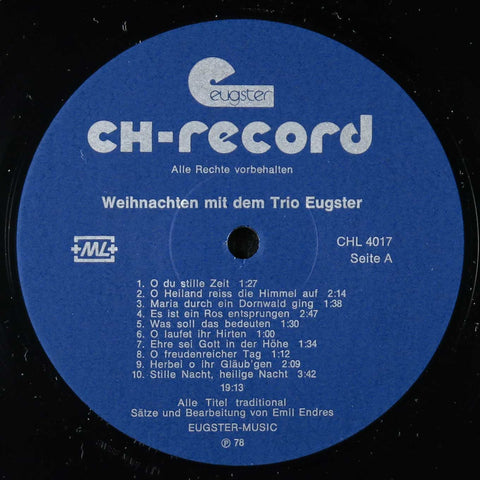 eugster
CH-record
Alle Rechte vorbehalten
Weihnachten mit dem Trio Eugster
+ML+
CHL 4017
Seite A
1. O du stille Zeit 1:27
2. O Heiland reiss die Himmel auf 2:14
3. Maria durch ein Dornwald ging 1:38
4. Es ist ein Ros entsprungen 2:47
5. Was soll das bedeuten 1:30
6. O laufet ihr Hirten 1:00
7. Ehre sei Gott in der Höhe 1:34
8. O freudenreicher Tag 1:12
9. Herbei o ihr Gläub'gen 2:09
10. Stille Nacht, heilige Nacht 3:42
19:13
Alle Titel traditional
Sätze und Bearbeitung von Emil Endres
EUGSTER-MUSIC
℗ 78